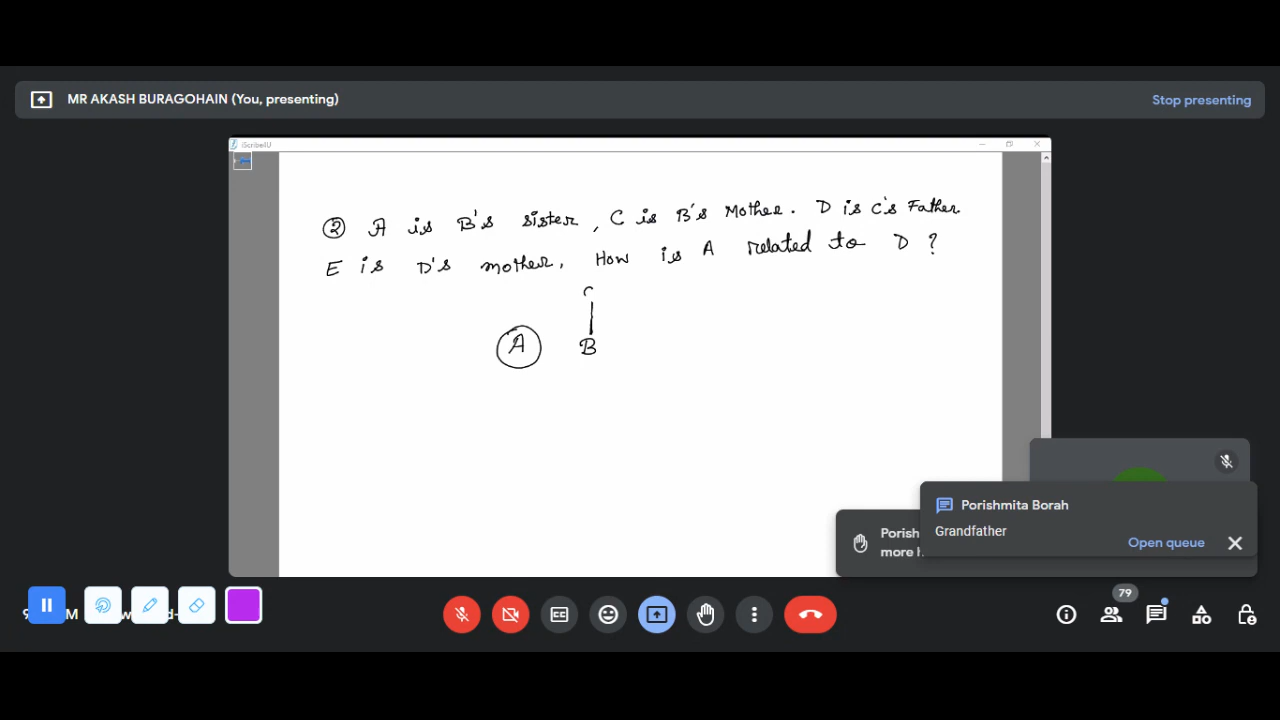 MR AKASH BURAGOHAIN (You, presenting)
Stop presenting
② A is B's sister, C is B's Mother. D is C's Father
E is D's mother, How is A related to D ?
C
A B
Porishmita Borah
Grandfather
Open queue
Porish
more
M
79